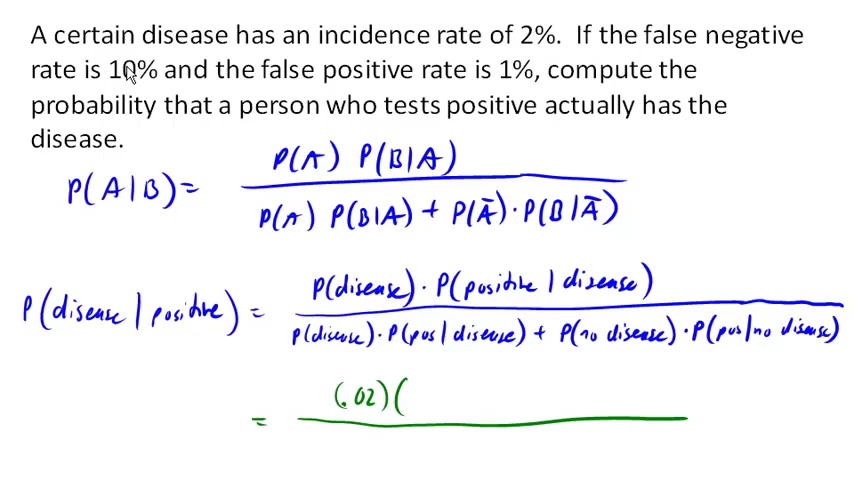 A certain disease has an incidence rate of 2%. If the false negative
rate is 10% and the false positive rate is 1%, compute the
probability that a person who tests positive actually has the
disease.
P(A|B) = P(A) P(B|A) / P(A) P(B|A) + P(Ā) · P(B|Ā)
P(disease | positive) = P(disease) · P(positive | disease) / P(disease) · P(pos | disease) + P(no disease) · P(pos | no disease)
= (.02)(